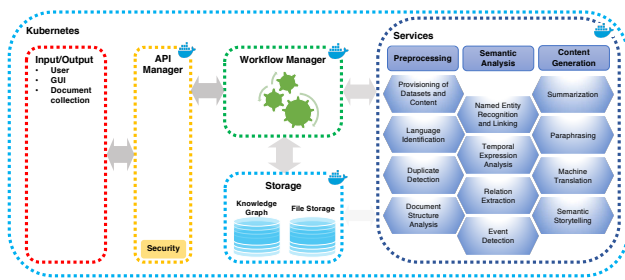 Kubernetes
Input/Output
• User
• GUI
• Document
collection
API
Manager
Security
Workflow Manager
Storage
Knowledge
Graph
File Storage
Services
Preprocessing
Provisioning of
Datasets and
Content
Language
Identification
Duplicate
Detection
Document
Structure
Analysis
Semantic
Analysis
Named Entity
Recognition
and Linking
Temporal
Expression
Analysis
Relation
Extraction
Event
Detection
Content
Generation
Summarization
Paraphrasing
Machine
Translation
Semantic
Storytelling